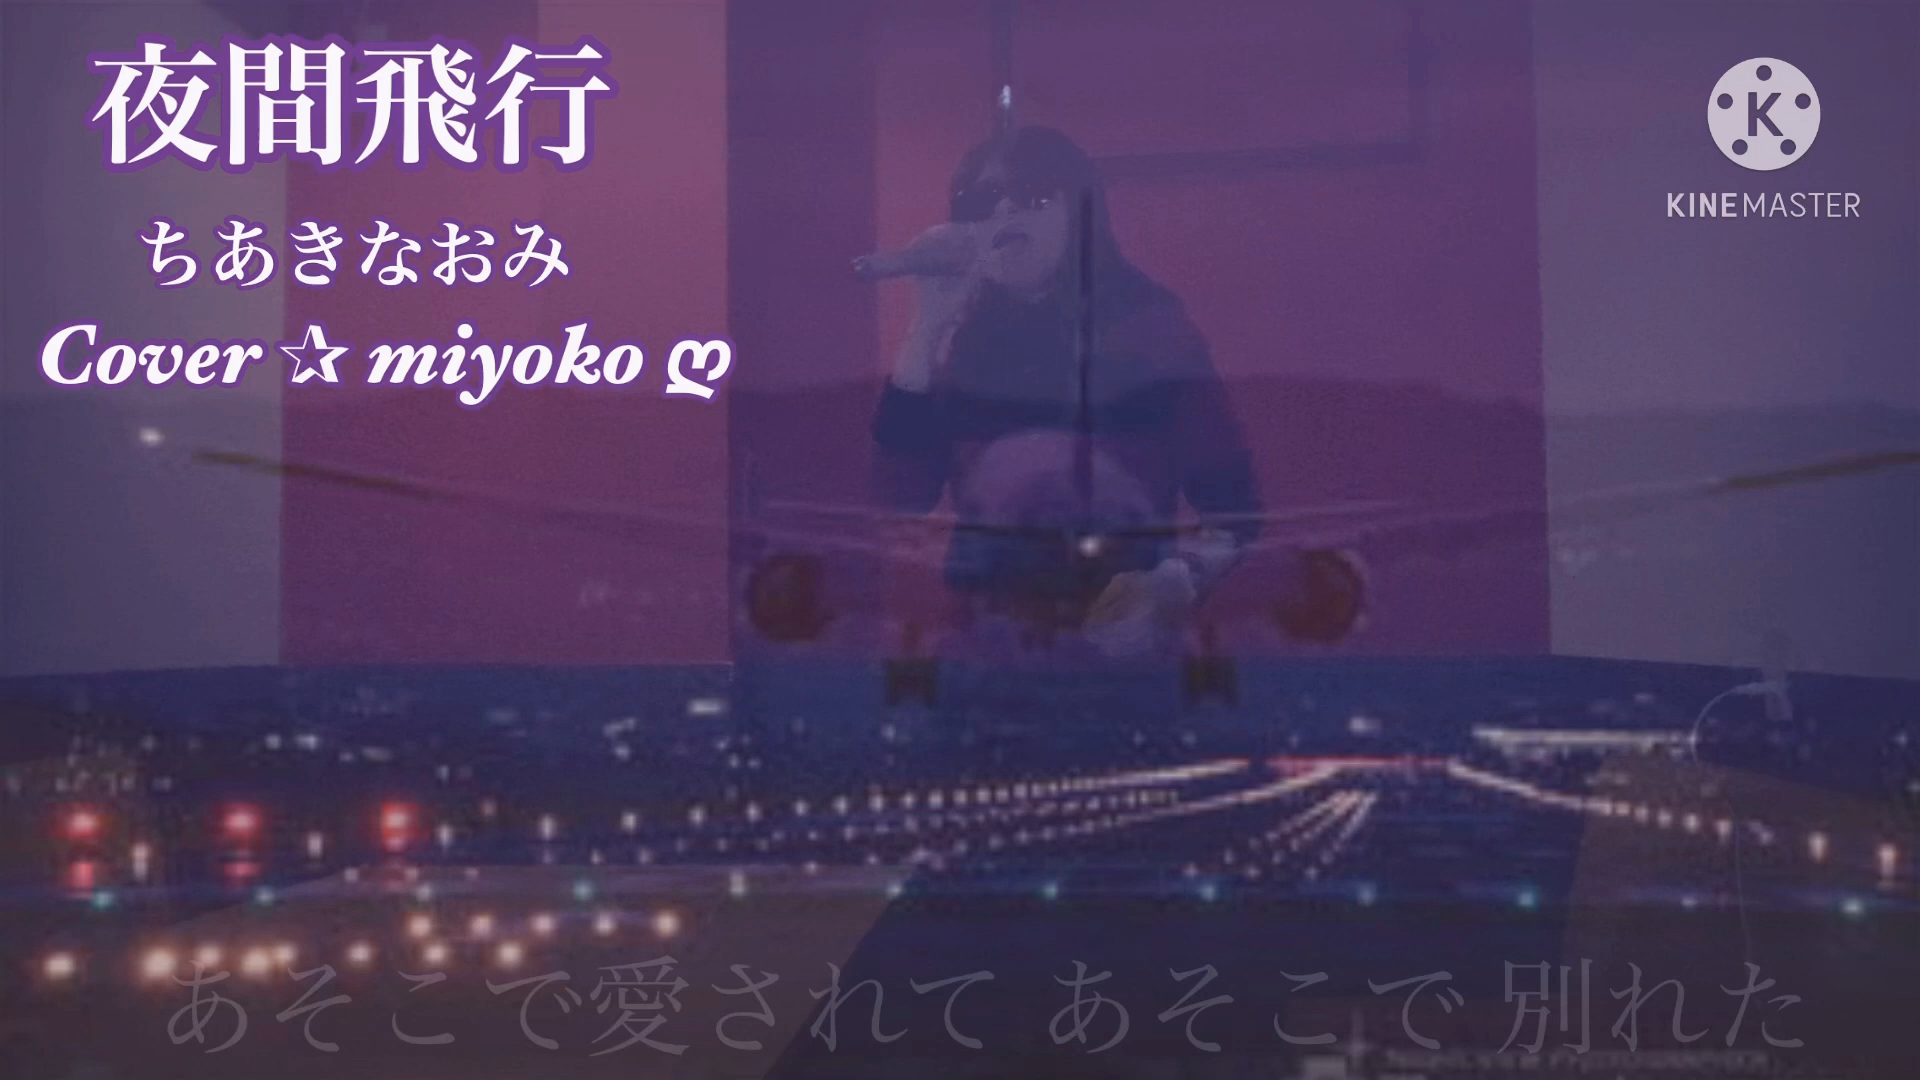 夜間飛行
ちあきなおみ
Cover ☆ miyoko ღ
K
KINEMASTER
あそこで愛されて あそこで 別れた